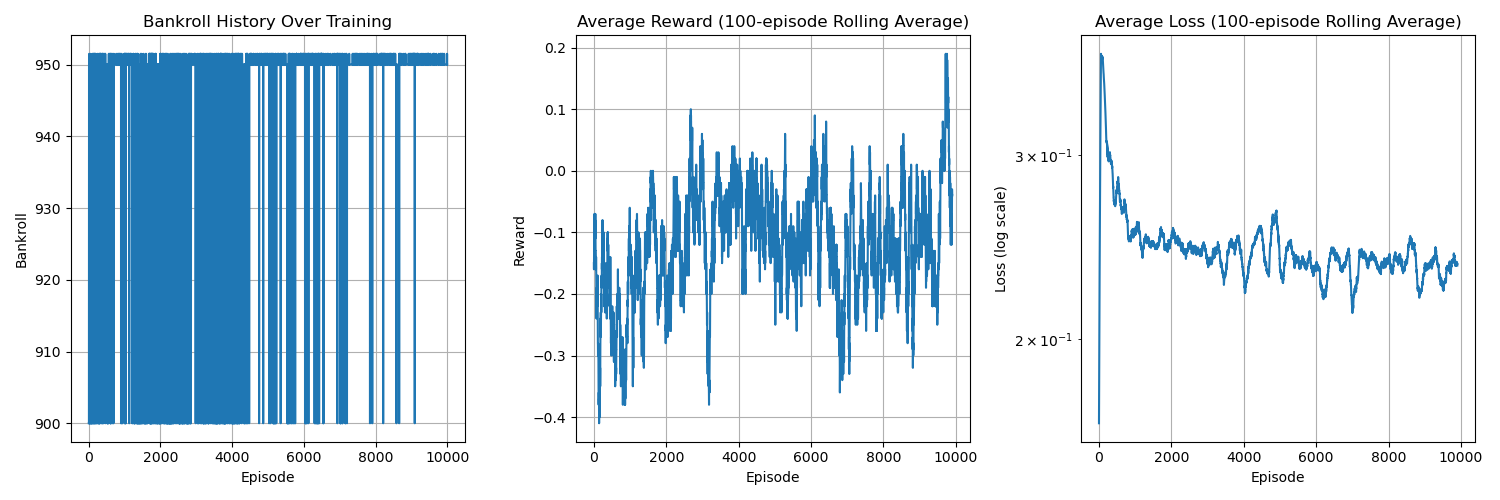 Bankroll History Over Training
950
940
930
920
910
900
Bankroll
0 2000 4000 6000 8000 10000
Episode
Average Reward (100-episode Rolling Average)
0.2
0.1
0.0
−0.1
−0.2
−0.3
−0.4
Reward
0 2000 4000 6000 8000 10000
Episode
Average Loss (100-episode Rolling Average)
3 × 10⁻¹
2 × 10⁻¹
Loss (log scale)
0 2000 4000 6000 8000 10000
Episode